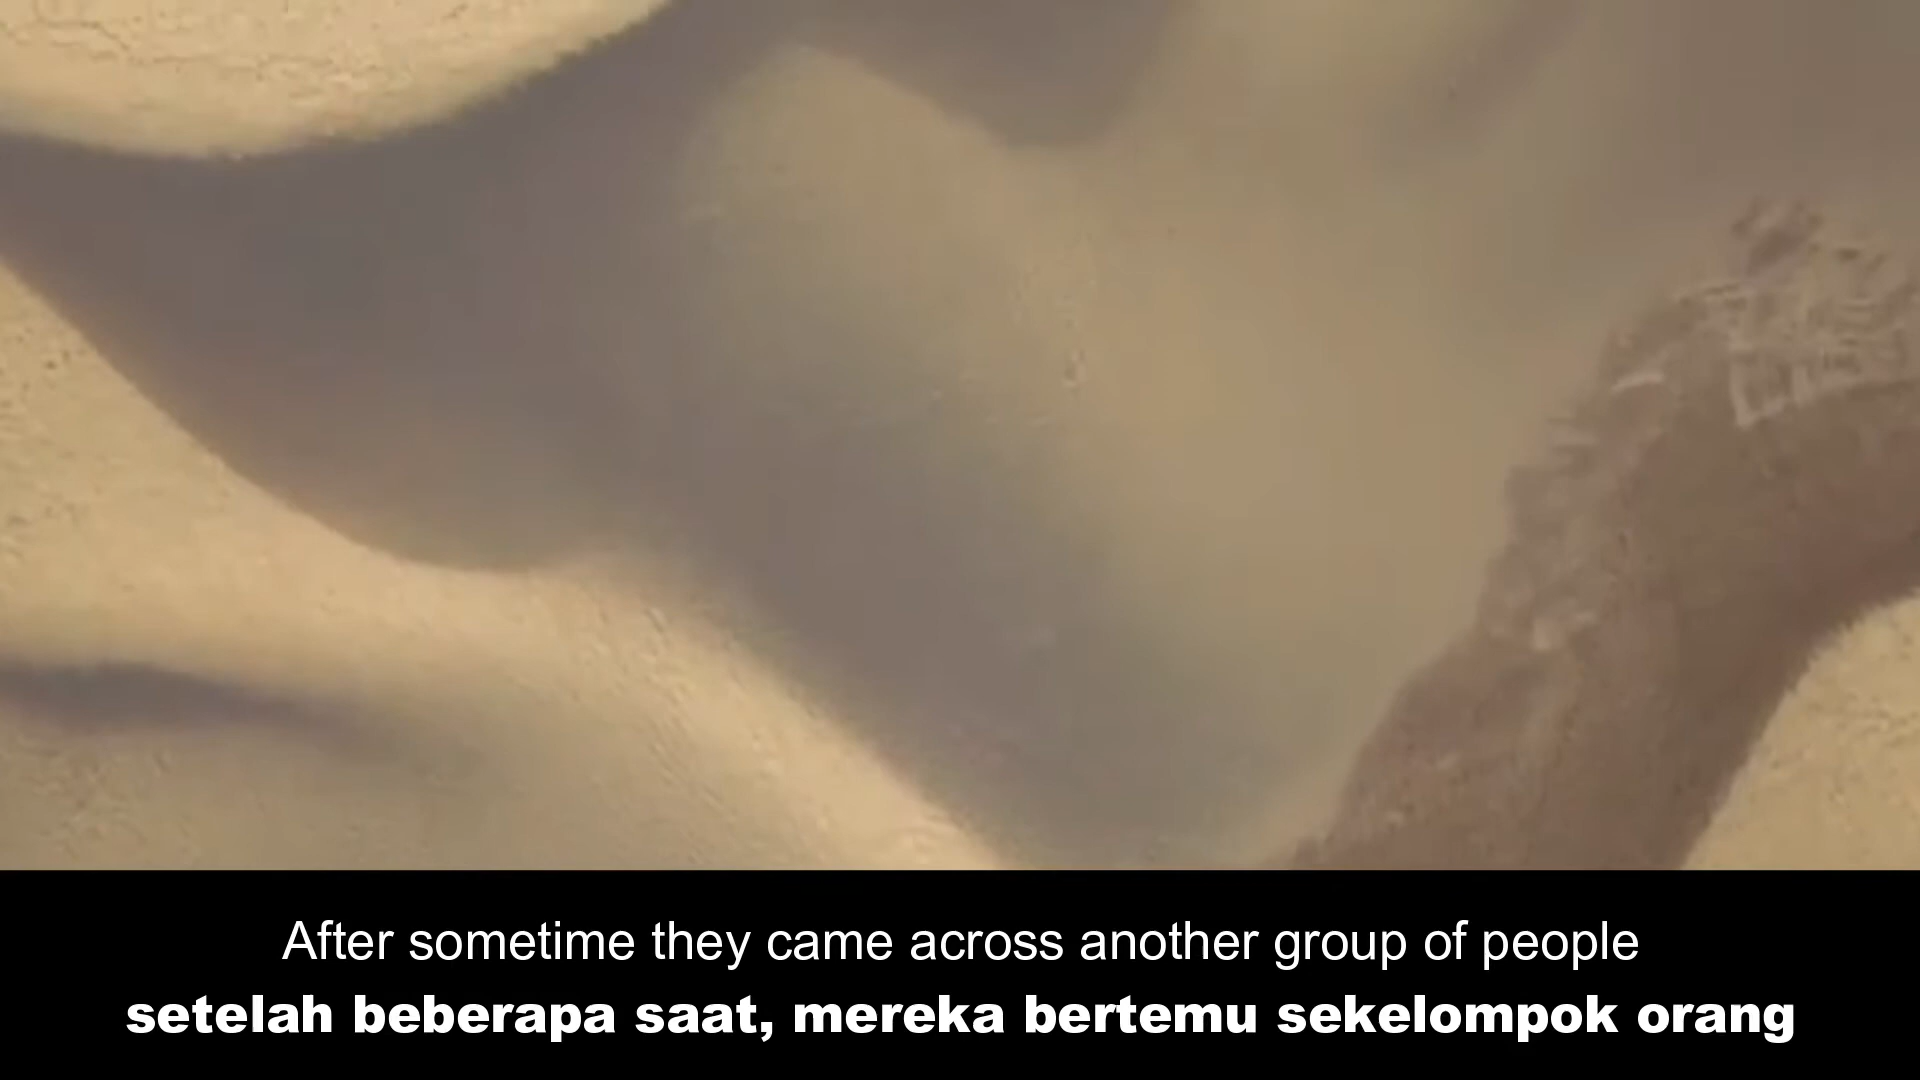 After sometime they came across another group of people
setelah beberapa saat, mereka bertemu sekelompok orang